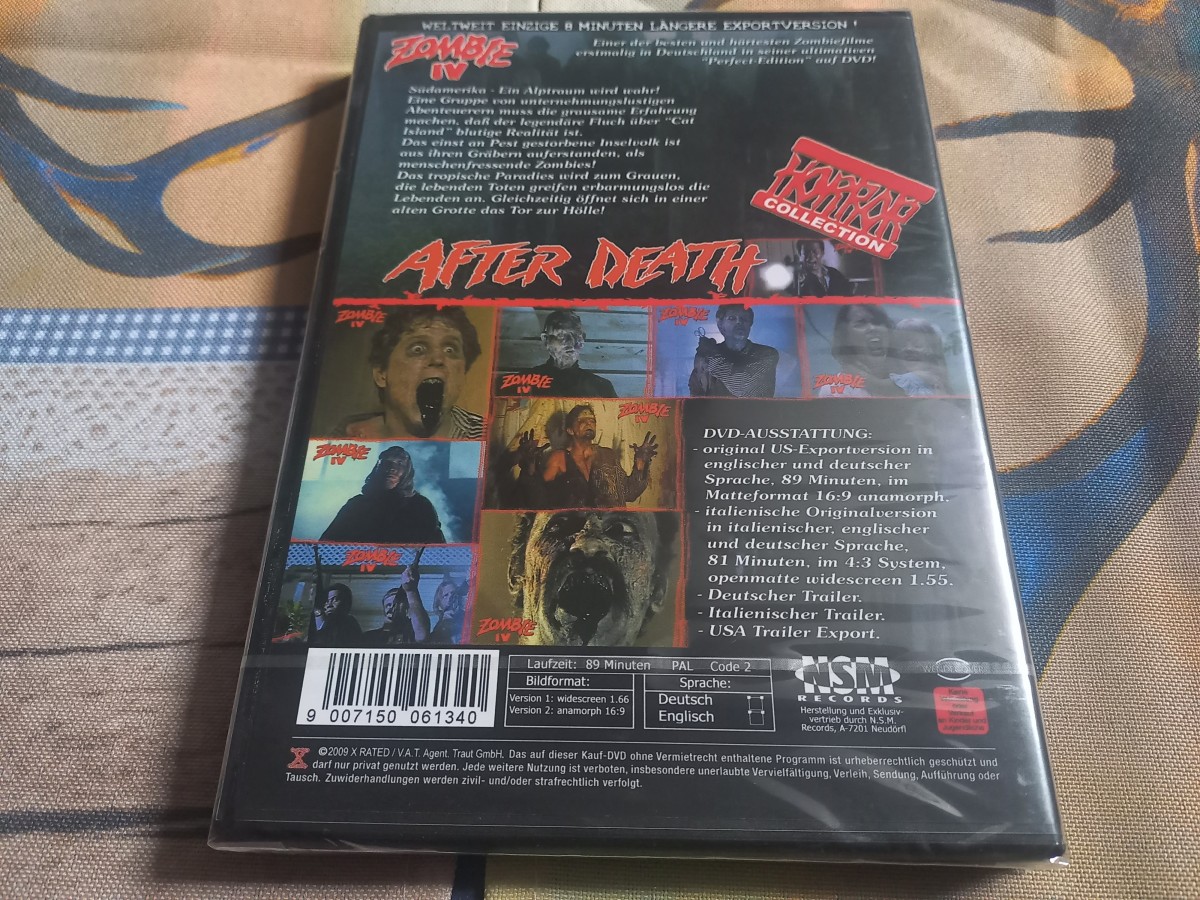 WELTWEIT EINZIGE 8 MINUTEN LÄNGERE EXPORTVERSION !
ZOMBIE
IV
Einer der besten und härtesten Zombiefilme
erstmalig in Deutschland in seiner ultimativen
"Perfect-Edition" auf DVD!
Südamerika - Ein Alptraum wird wahr!
Eine Gruppe von unternehmungslustigen
Abenteuerern muss die grausame Erfahrung
machen, daß der legendäre Fluch über "Cat
Island" blutige Realität ist.
Das einst an Pest gestorbene Inselvolk ist
aus ihren Gräbern auferstanden, als
menschenfressende Zombies!
Das tropische Paradies wird zum Grauen,
die lebenden Toten greifen erbarmungslos die
Lebenden an. Gleichzeitig öffnet sich in einer
alten Grotte das Tor zur Hölle!
HORROR
COLLECTION
AFTER DEATH
ZOMBIE
IV
ZOMBIE
IV
ZOMBIE
IV
ZOMBIE
IV
ZOMBIE
IV
ZOMBIE
IV
ZOMBIE
IV
ZOMBIE
IV
DVD-AUSSTATTUNG:
- original US-Exportversion in
englischer und deutscher
Sprache, 89 Minuten, im
Matteformat 16:9 anamorph.
- italienische Originalversion
in italienischer, englischer
und deutscher Sprache,
81 Minuten, im 4:3 System,
openmatte widescreen 1.55.
- Deutscher Trailer.
- Italienischer Trailer.
- USA Trailer Export.
9 007150 061340
Laufzeit: 89 Minuten PAL Code 2
Bildformat:
Version 1: widescreen 1.66
Version 2: anamorph 16:9
Sprache:
Deutsch
Englisch
NSM
RECORDS
Herstellung und Exklusiv-
vertrieb durch N.S.M.
Records, A-7201 Neudörfl
Keine
oder
Verkauf
an Kinder und
Jugendliche
X
©2009 X RATED / V.A.T. Agent. Traut GmbH. Das auf dieser Kauf-DVD ohne Vermietrecht enthaltene Programm ist urheberrechtlich geschützt und
darf nur privat genutzt werden. Jede weitere Nutzung ist verboten, insbesondere unerlaubte Vervielfältigung, Verleih, Sendung, Aufführung oder
Tausch. Zuwiderhandlungen werden zivil- und/oder strafrechtlich verfolgt.